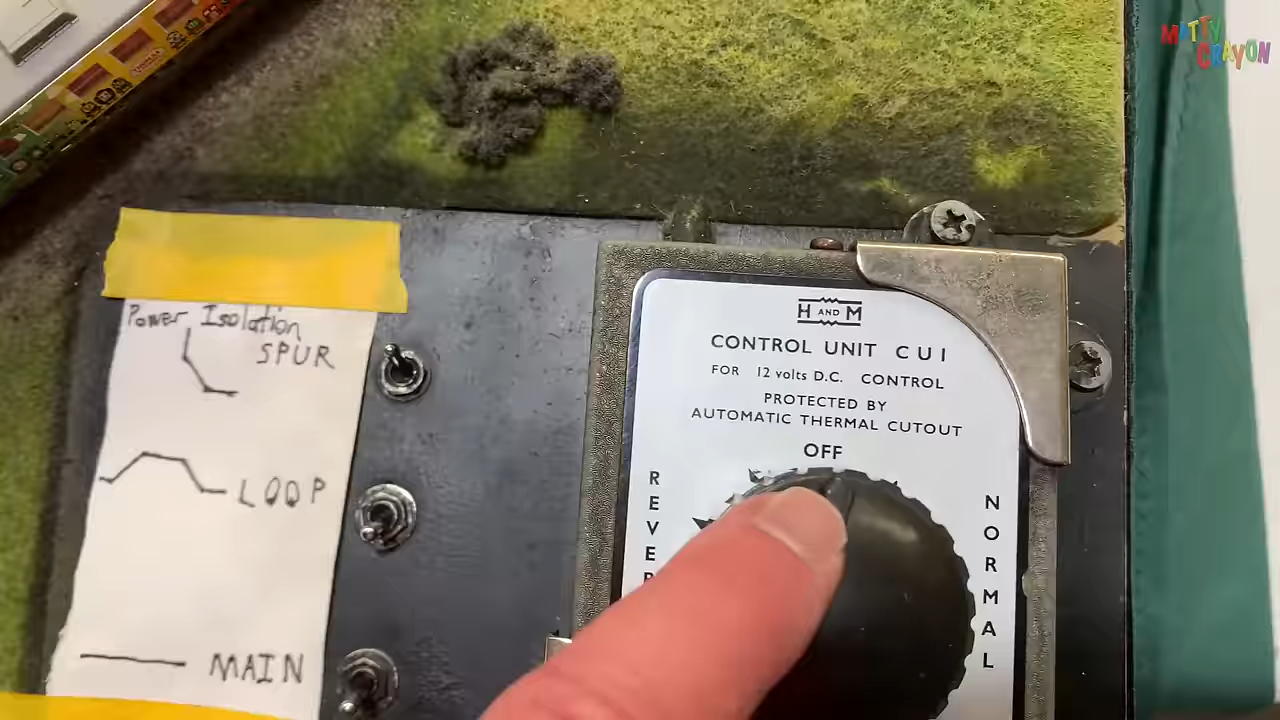 MATTY
CRAYON
Power Isolation
SPUR
LOOP
MAIN
H AND M
CONTROL UNIT CU1
FOR 12 volts D.C. CONTROL
PROTECTED BY
AUTOMATIC THERMAL CUTOUT
OFF
REVER
NORMAL